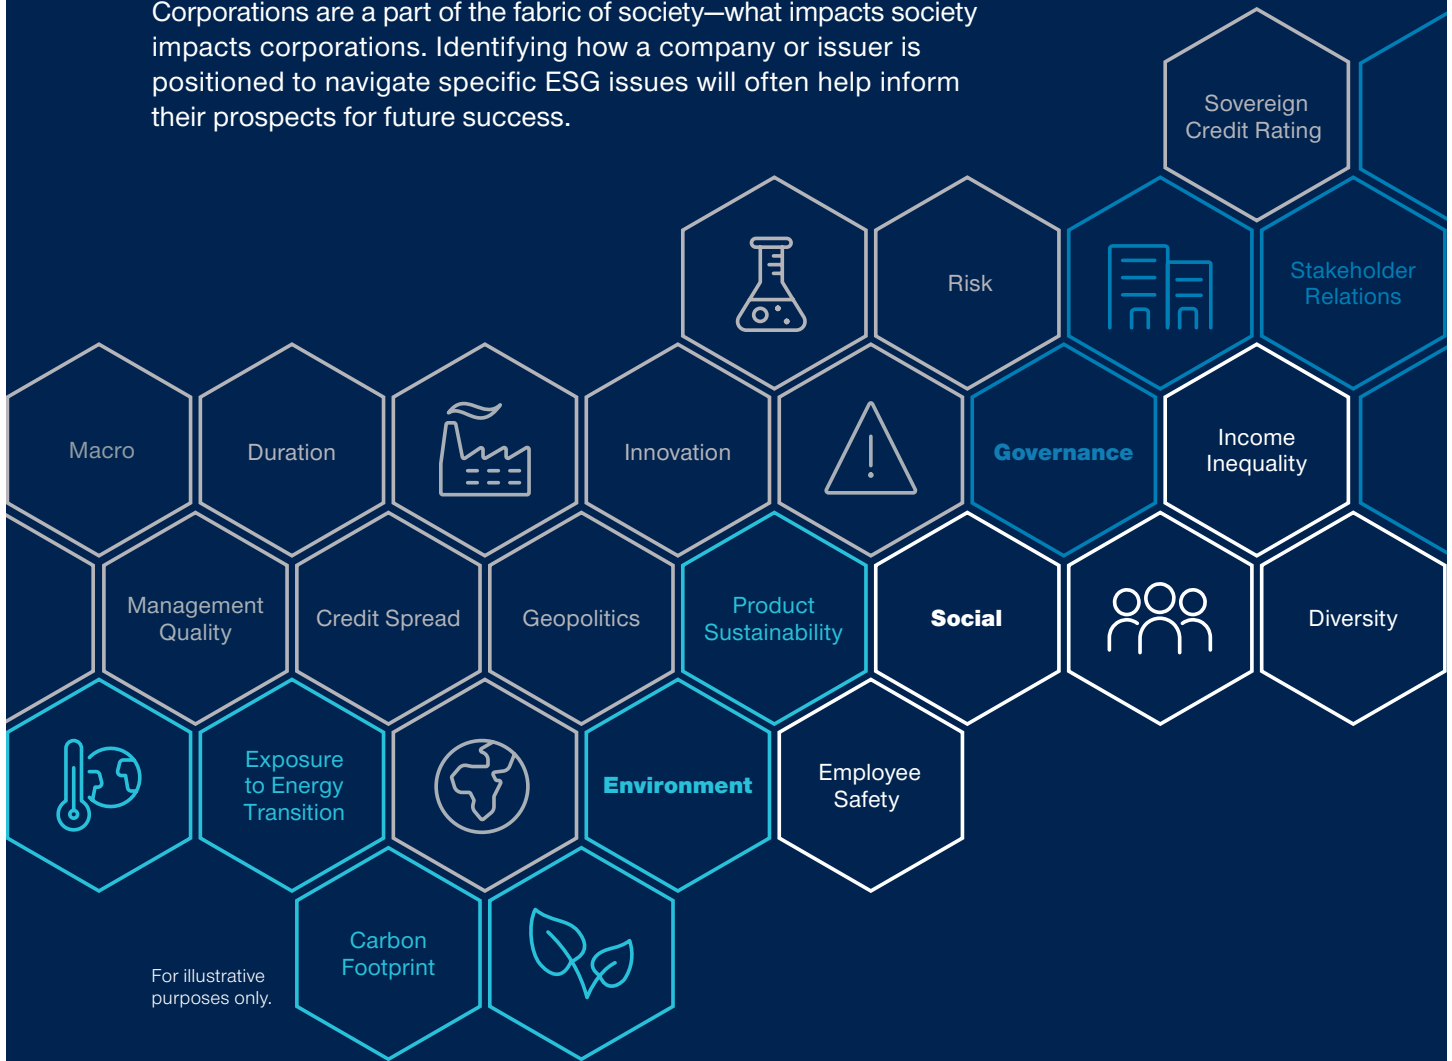 Corporations are a part of the fabric of society—what impacts society
impacts corporations. Identifying how a company or issuer is
positioned to navigate specific ESG issues will often help inform
their prospects for future success.
Sovereign
Credit Rating
Risk
Stakeholder
Relations
Macro
Duration
Innovation
Governance
Income
Inequality
Management
Quality
Credit Spread
Geopolitics
Product
Sustainability
Social
Diversity
Exposure
to Energy
Transition
Environment
Employee
Safety
Carbon
Footprint
For illustrative
purposes only.